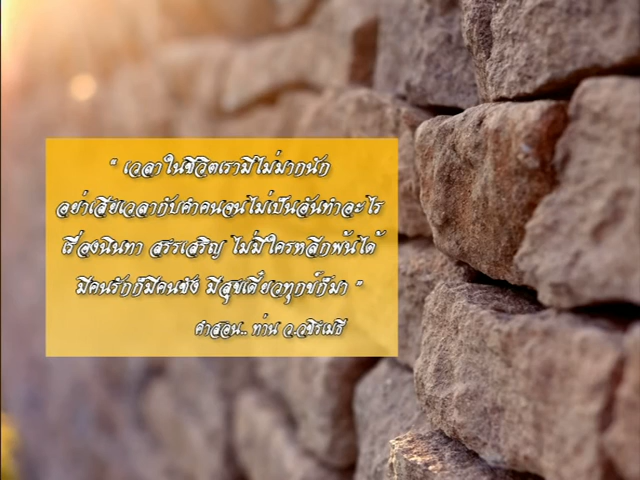 " เวลาในชีวิตเรามีไม่มากนัก
อย่าเสียเวลากับคำคนจนไม่เป็นอันทำอะไร
เรื่องนินทา สรรเสริญ ไม่มีใครหลีกพ้นได้
มีคนรักก็มีคนชัง มีสุขเดี๋ยวทุกข์ก็มา "
คำสอน.. ท่าน ว.วชิรเมธี